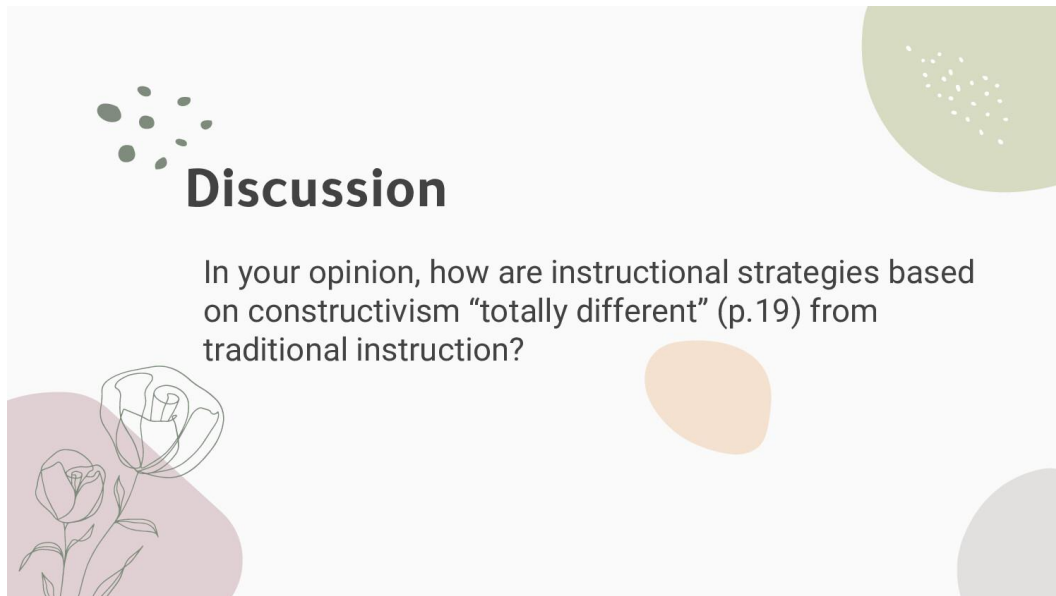 Discussion
In your opinion, how are instructional strategies based
on constructivism “totally different” (p.19) from
traditional instruction?